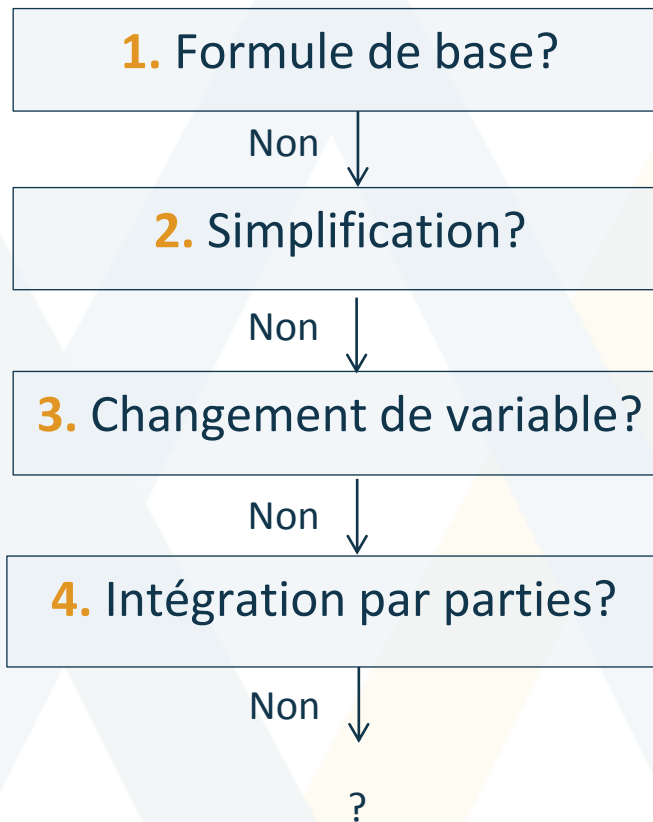 1. Formule de base?
Non
2. Simplification?
Non
3. Changement de variable?
Non
4. Intégration par parties?
Non
?